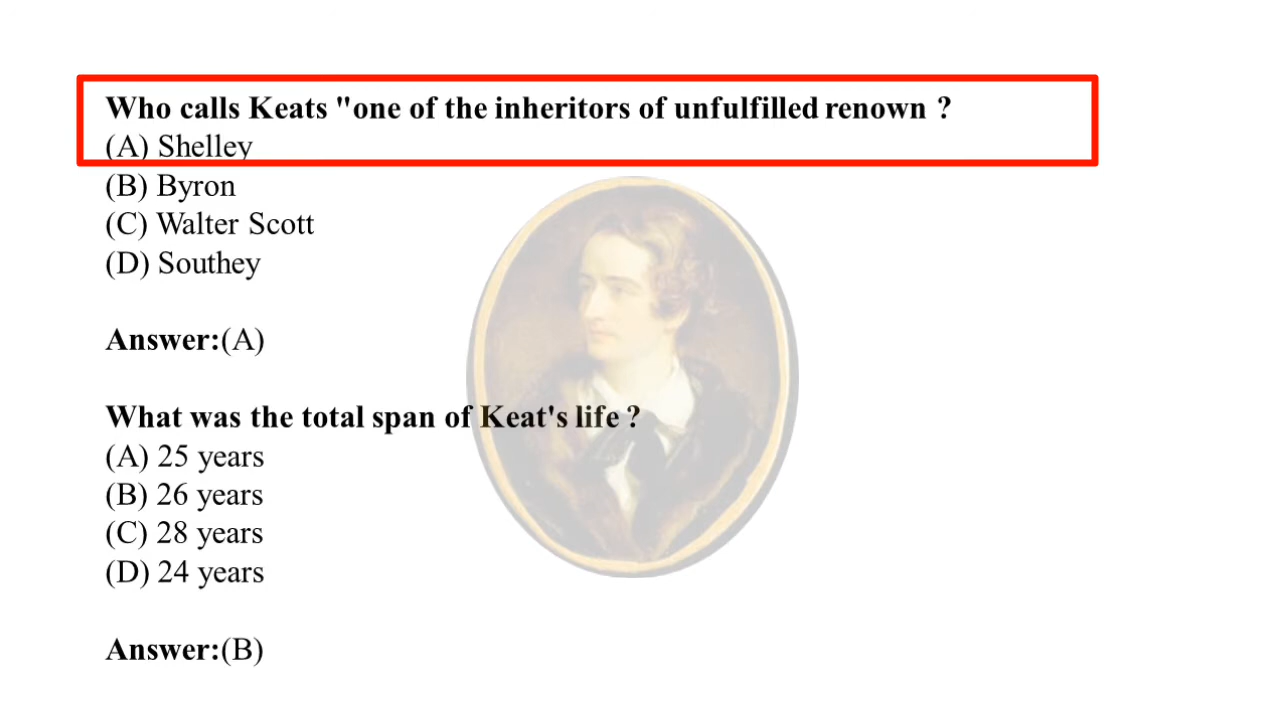 Who calls Keats "one of the inheritors of unfulfilled renown ?
(A) Shelley
(B) Byron
(C) Walter Scott
(D) Southey
Answer:(A)
What was the total span of Keat's life ?
(A) 25 years
(B) 26 years
(C) 28 years
(D) 24 years
Answer:(B)